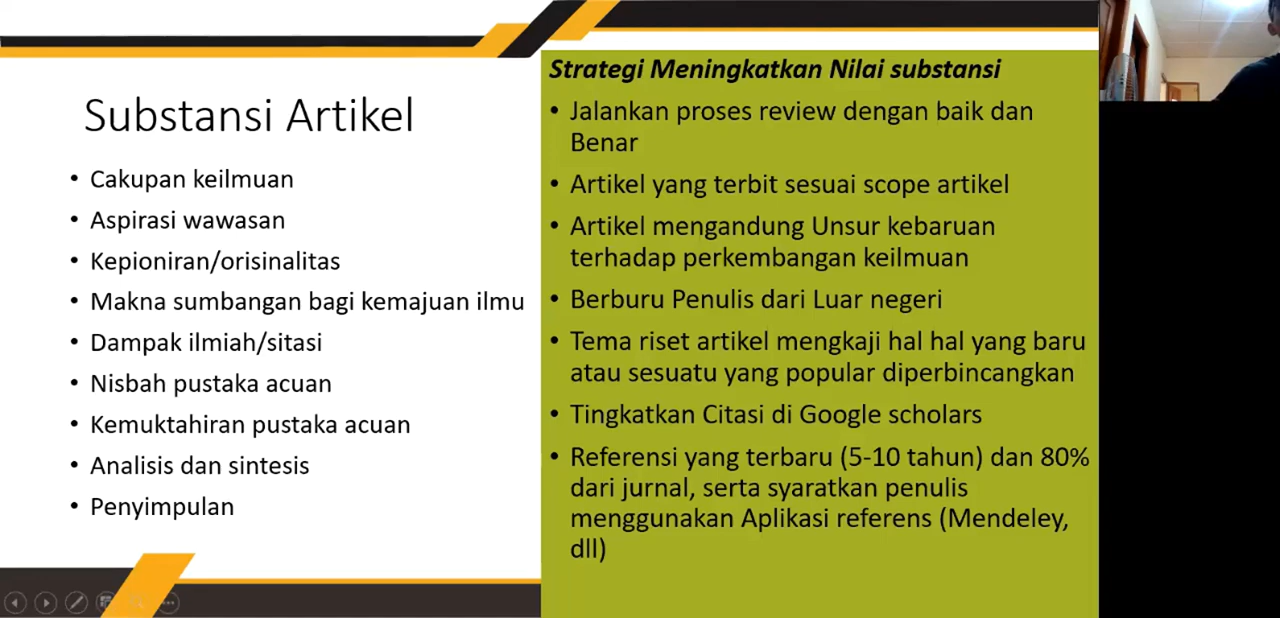 Substansi Artikel
• Cakupan keilmuan
• Aspirasi wawasan
• Kepioniran/orisinalitas
• Makna sumbangan bagi kemajuan ilmu
• Dampak ilmiah/sitasi
• Nisbah pustaka acuan
• Kemuktahiran pustaka acuan
• Analisis dan sintesis
• Penyimpulan
Strategi Meningkatkan Nilai substansi
• Jalankan proses review dengan baik dan
Benar
• Artikel yang terbit sesuai scope artikel
• Artikel mengandung Unsur kebaruan
terhadap perkembangan keilmuan
• Berburu Penulis dari Luar negeri
• Tema riset artikel mengkaji hal hal yang baru
atau sesuatu yang popular diperbincangkan
• Tingkatkan Citasi di Google scholars
• Referensi yang terbaru (5-10 tahun) dan 80%
dari jurnal, serta syaratkan penulis
menggunakan Aplikasi referens (Mendeley,
dll)